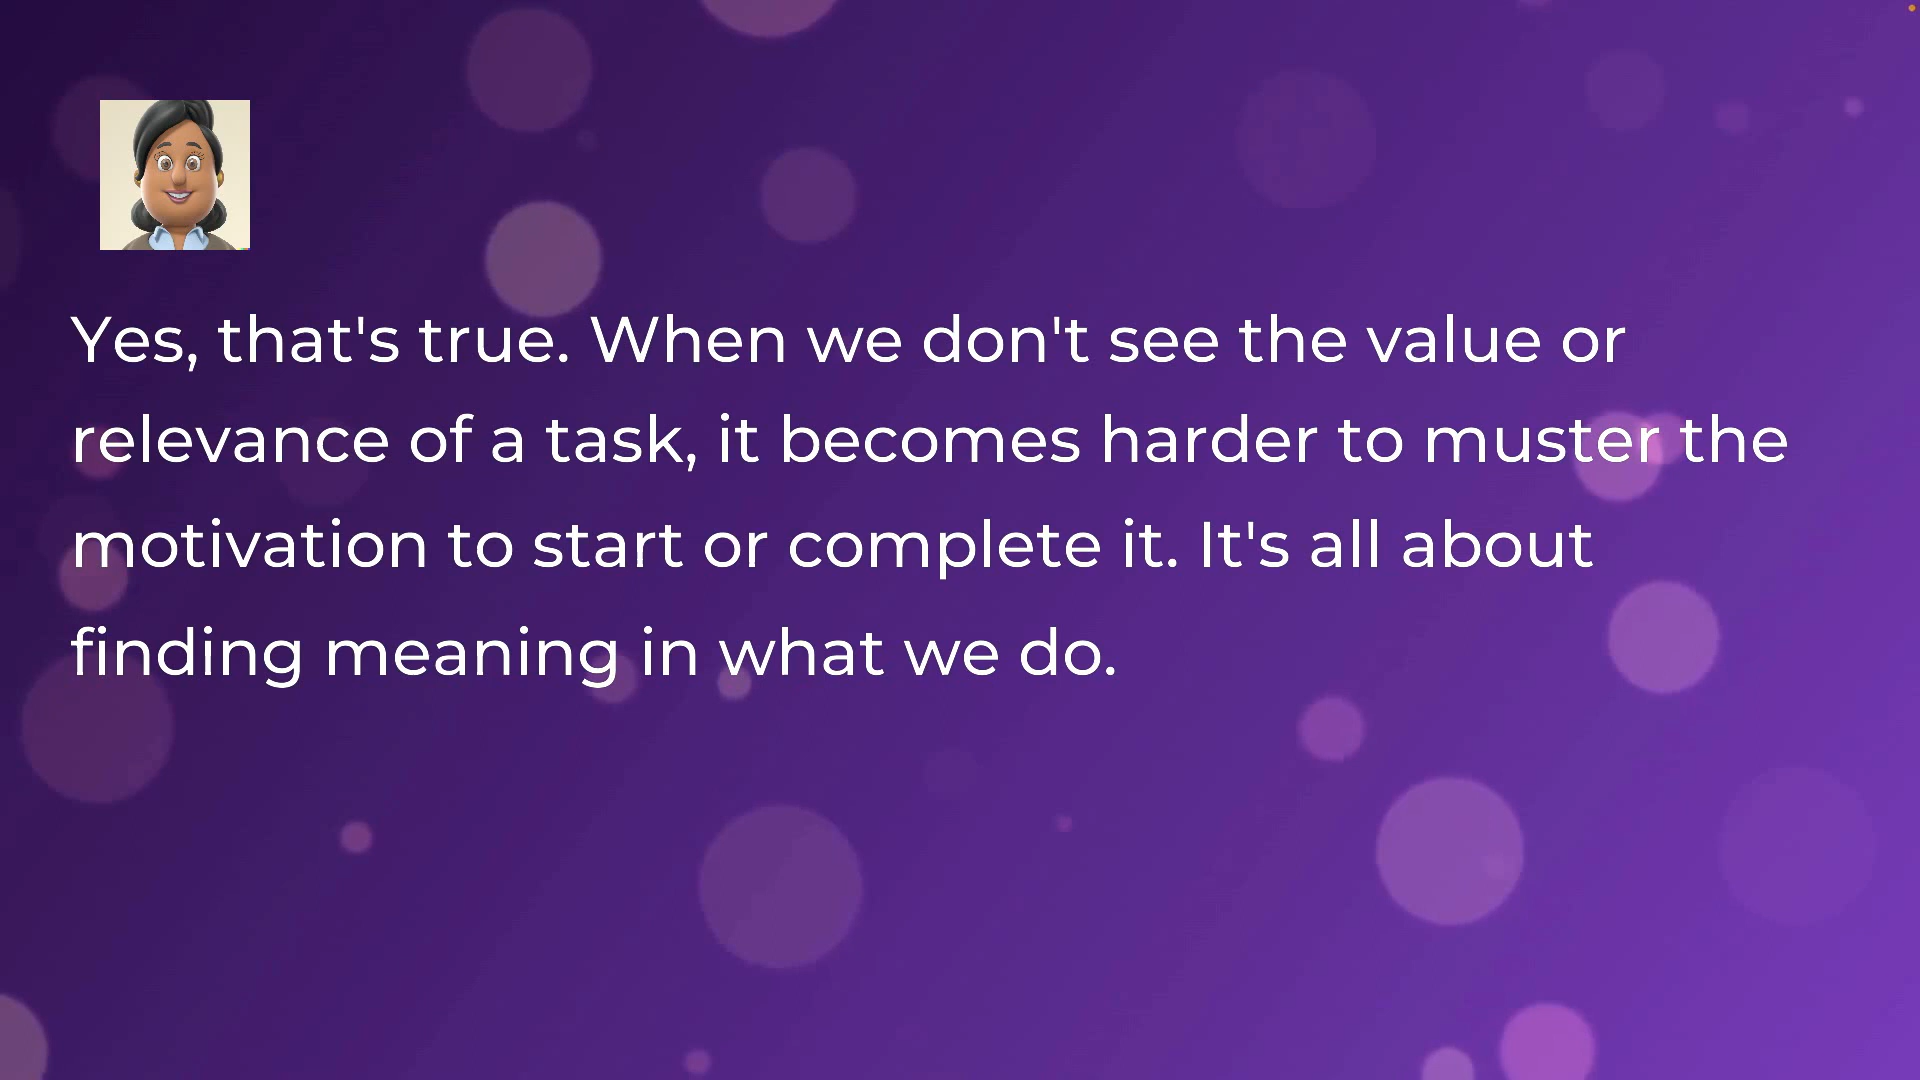 Yes, that's true. When we don't see the value or
relevance of a task, it becomes harder to muster the
motivation to start or complete it. It's all about
finding meaning in what we do.